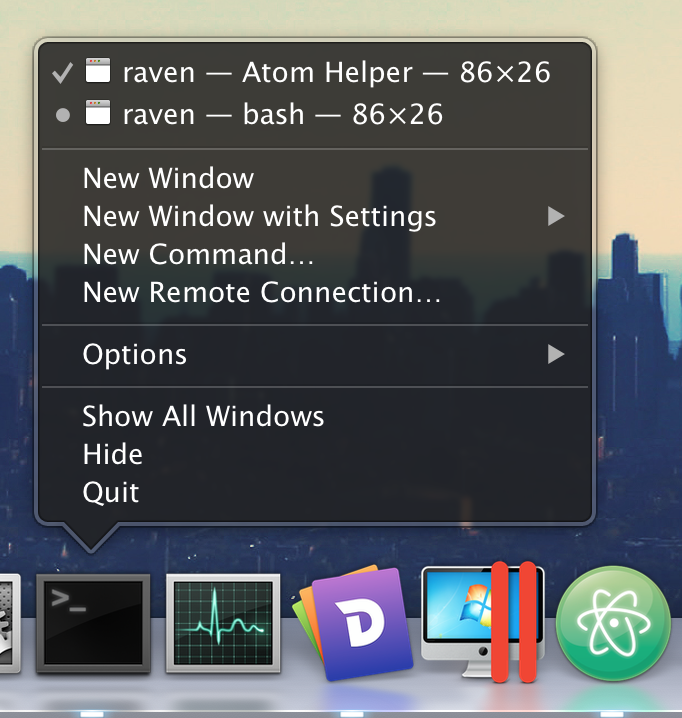 raven — Atom Helper — 86×26
raven — bash — 86×26
New Window
New Window with Settings
New Command...
New Remote Connection...
Options
Show All Windows
Hide
Quit
>_
D